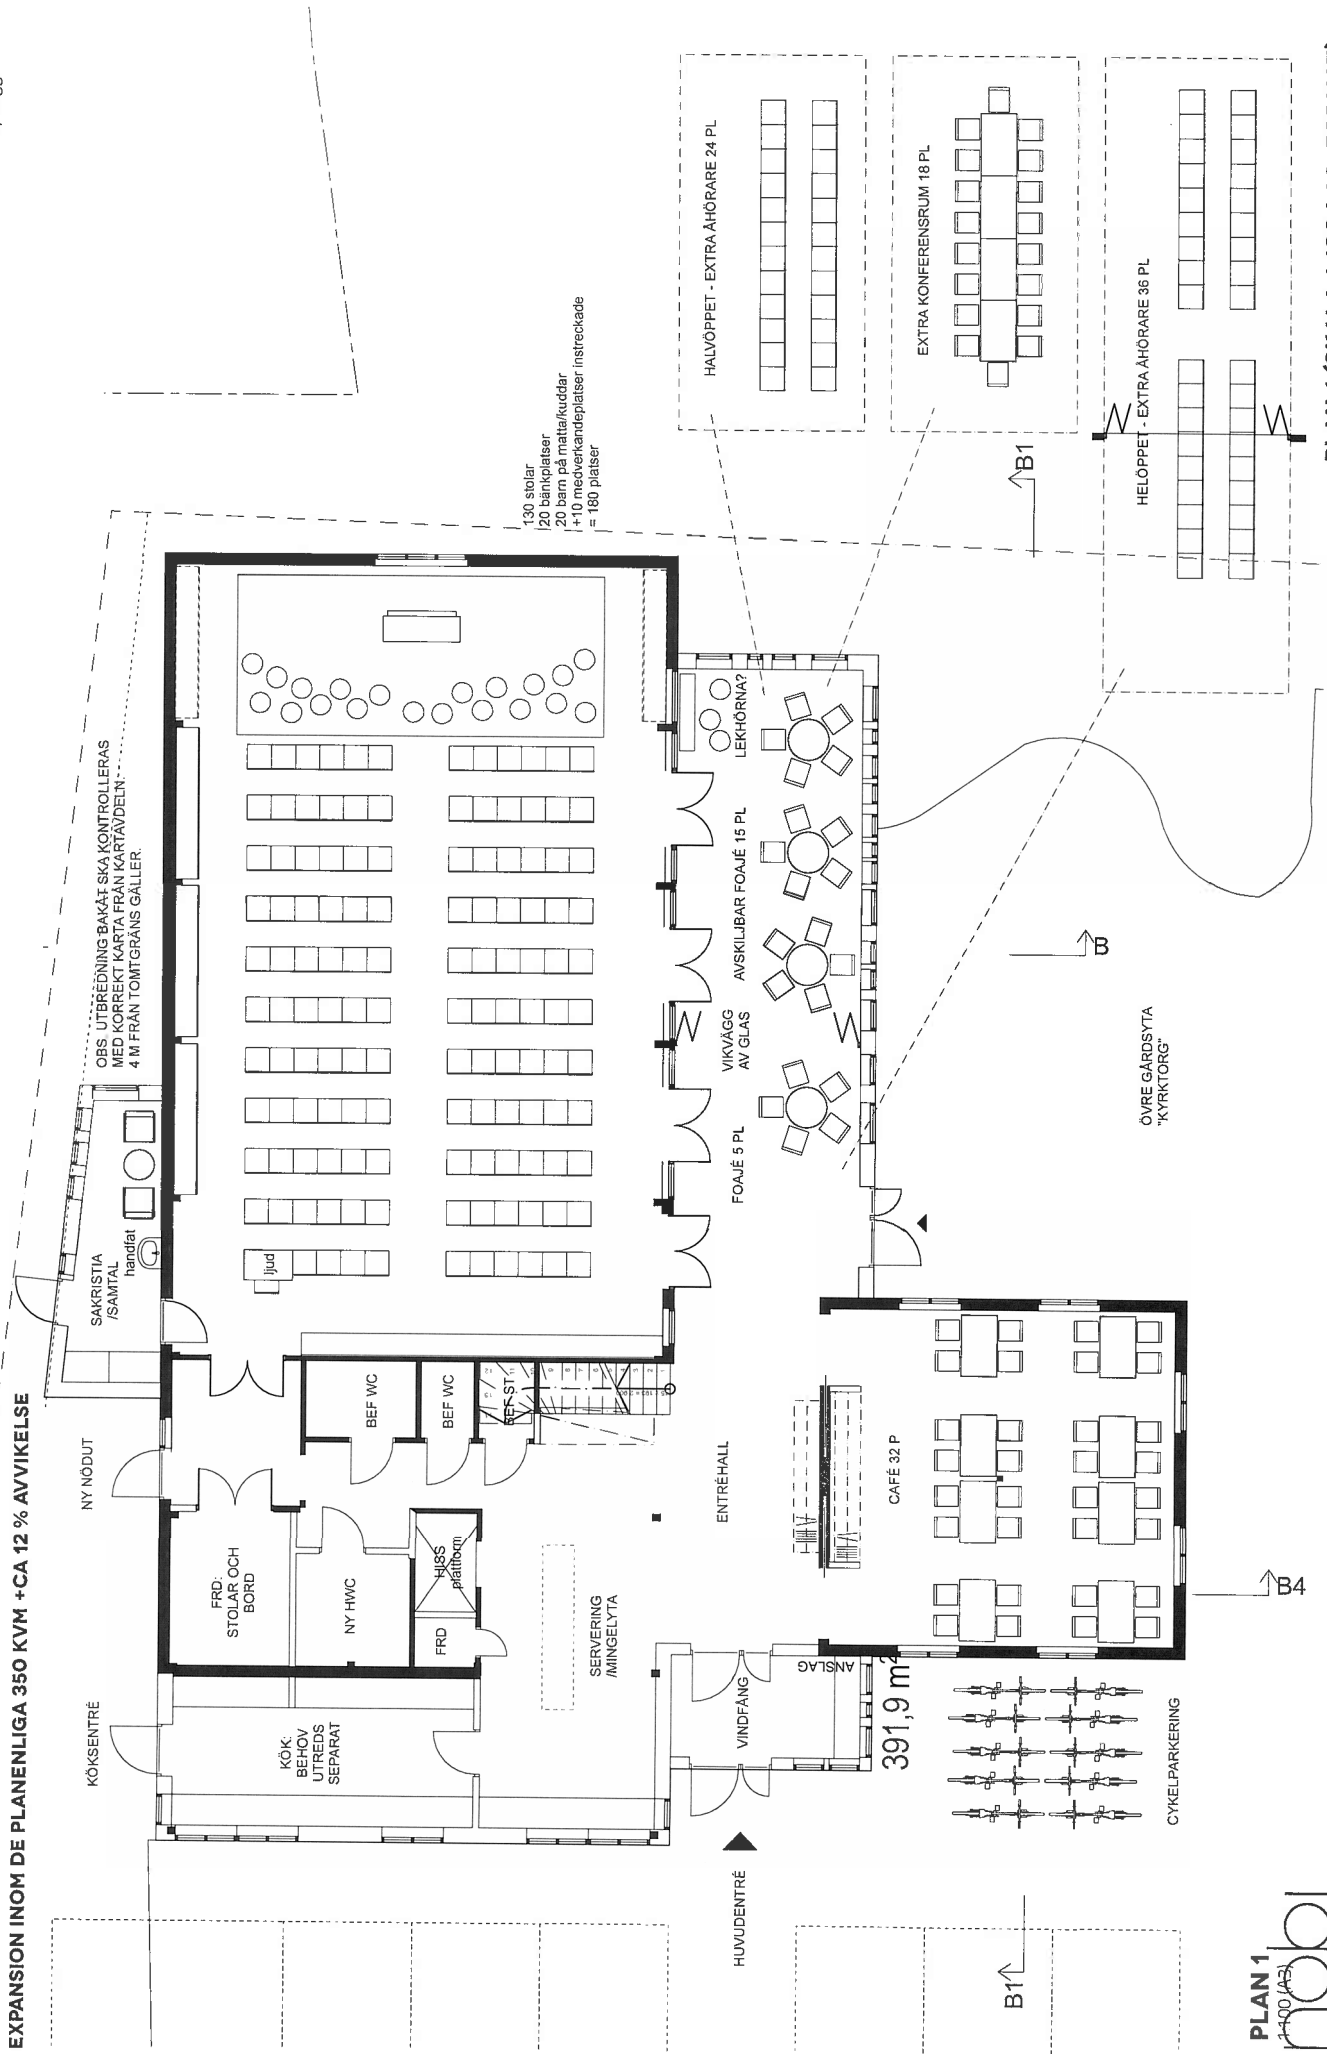 EXPANSION INOM DE PLANENLIGA 350 KVM +CA 12 % AVVIKELSE
KÖKSENTRÉ
NY NÖDUT
SAKRISTIA
/SAMTAL
handfat
OBS. UTBREDNING BAKÅT SKA KONTROLLERAS
MED KORREKT KARTA FRÅN KARTAVDELN.
4 M FRÅN TOMTGRÄNS GÄLLER.
FRD:
STOLAR OCH
BORD
KÖK:
BEHOV
UTREDS
SEPARAT
NY HWC
BEF WC
BEF WC
BEF ST
ljud
HISS
plattform
FRD
130 stolar
20 bänkplatser
20 barn på matta/kuddar
+10 medverkandeplatser instreckade
= 180 platser
SERVERING
/MINGELYTA
ENTRÉHALL
FOAJÉ 5 PL
VIKVÄGG
AV GLAS
AVSKILJBAR FOAJÉ 15 PL
LEKHÖRNA?
HALVÖPPET - EXTRA ÅHÖRARE 24 PL
HUVUDENTRÉ
VINDFÅNG
ANSLAG
391,9 m²
CAFÉ 32 P
EXTRA KONFERENSRUM 18 PL
CYKELPARKERING
ÖVRE GÅRDSYTA
"KYRKTORG"
HELÖPPET - EXTRA ÅHÖRARE 36 PL
B1
B
B1
B4
PLAN 1
1:100 (A3)